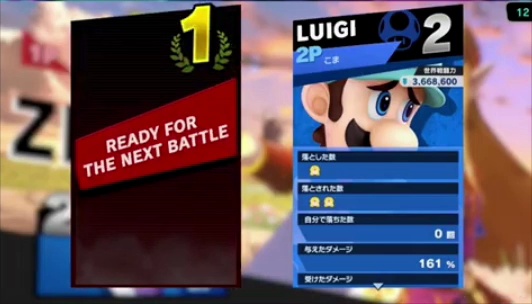 12
1
READY FOR
THE NEXT BATTLE
LUIGI
2
2P
こま
世界戦闘力
3,668,600
落とした数
落とされた数
自分で落ちた数
0 回
与えたダメージ
161 %
受けたダメージ